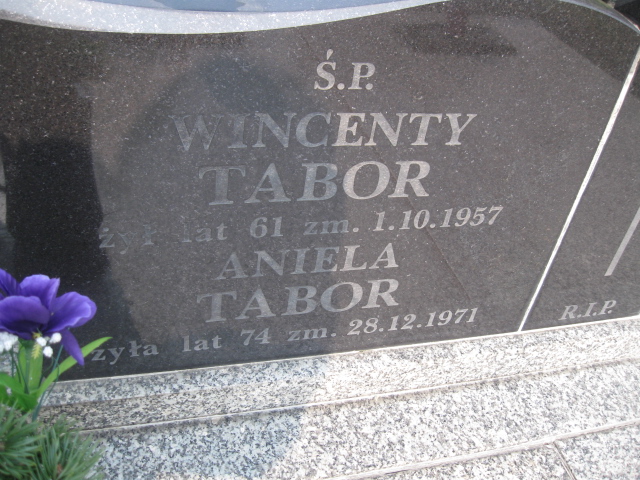 Ś.P.
WINCENTY
TABOR
żył lat 61 zm. 1.10.1957
ANIELA
TABOR
żyła lat 74 zm. 28.12.1971
R.I.P.